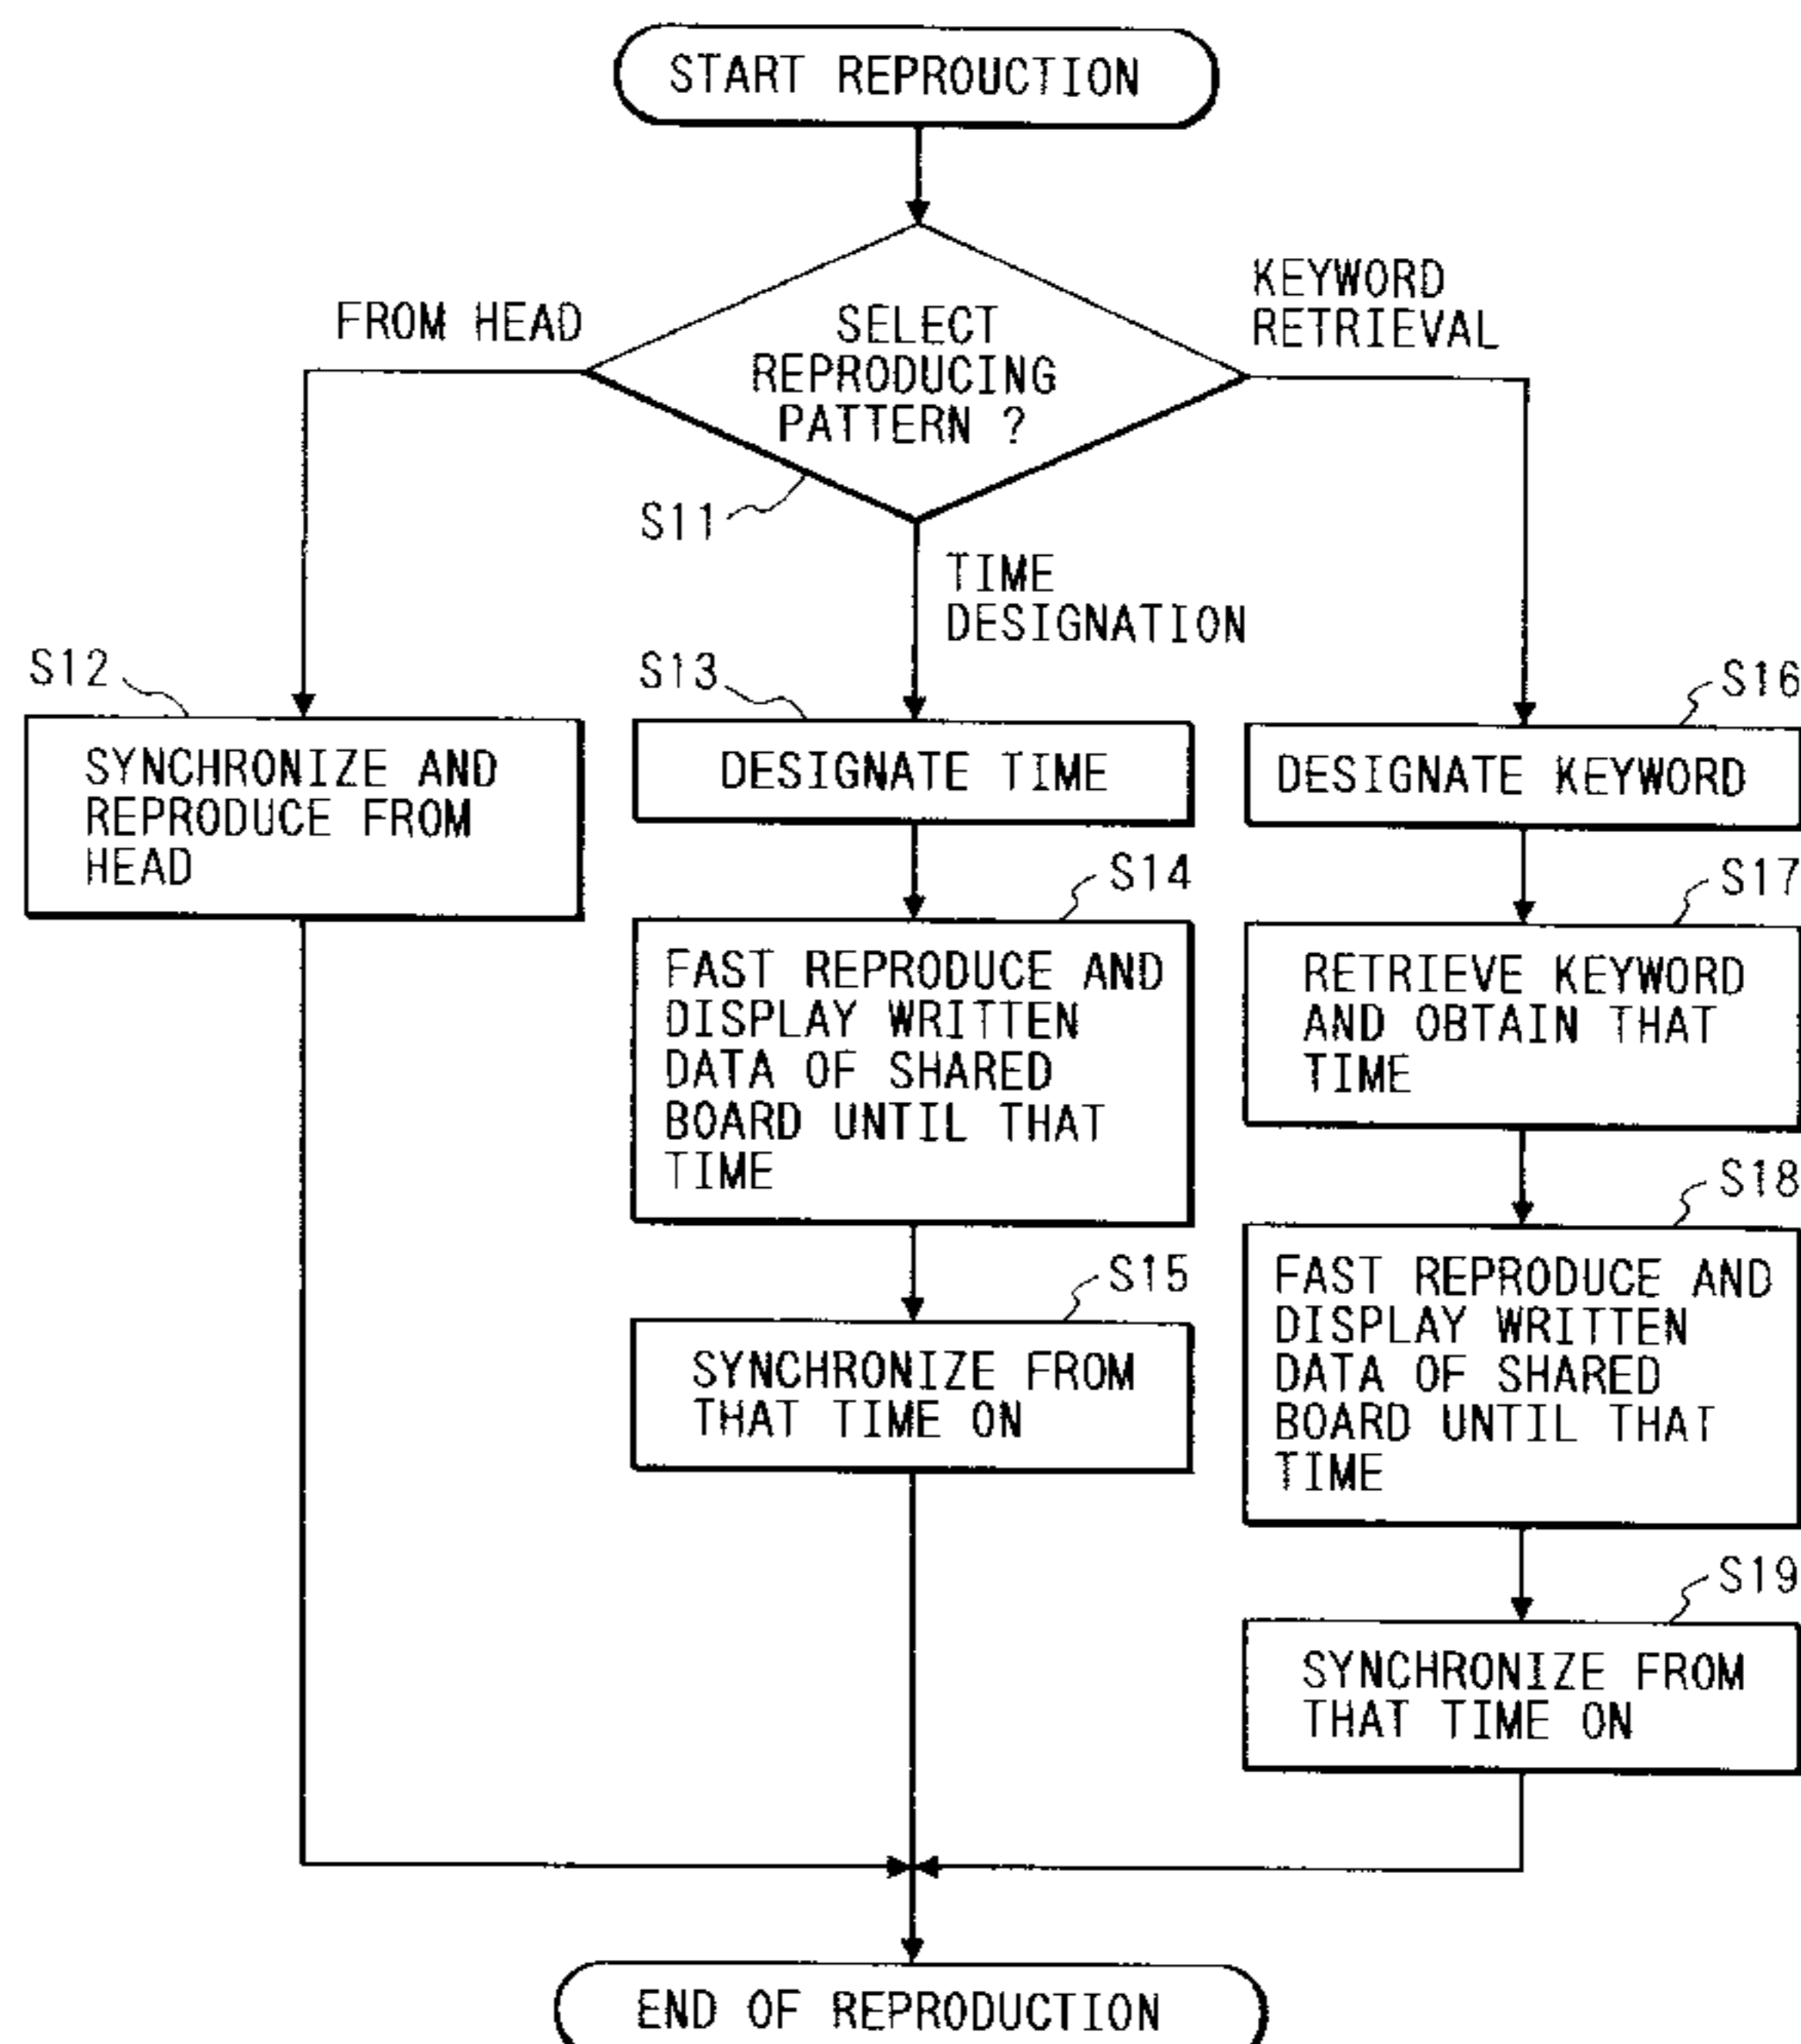 START REPROUCTION
FROM HEAD
SELECT
REPRODUCING
PATTERN ?
KEYWORD
RETRIEVAL
S11
TIME
DESIGNATION
S12
SYNCHRONIZE AND
REPRODUCE FROM
HEAD
S13
DESIGNATE TIME
S14
FAST REPRODUCE AND
DISPLAY WRITTEN
DATA OF SHARED
BOARD UNTIL THAT
TIME
S15
SYNCHRONIZE FROM
THAT TIME ON
S16
DESIGNATE KEYWORD
S17
RETRIEVE KEYWORD
AND OBTAIN THAT
TIME
S18
FAST REPRODUCE AND
DISPLAY WRITTEN
DATA OF SHARED
BOARD UNTIL THAT
TIME
S19
SYNCHRONIZE FROM
THAT TIME ON
END OF REPRODUCTION